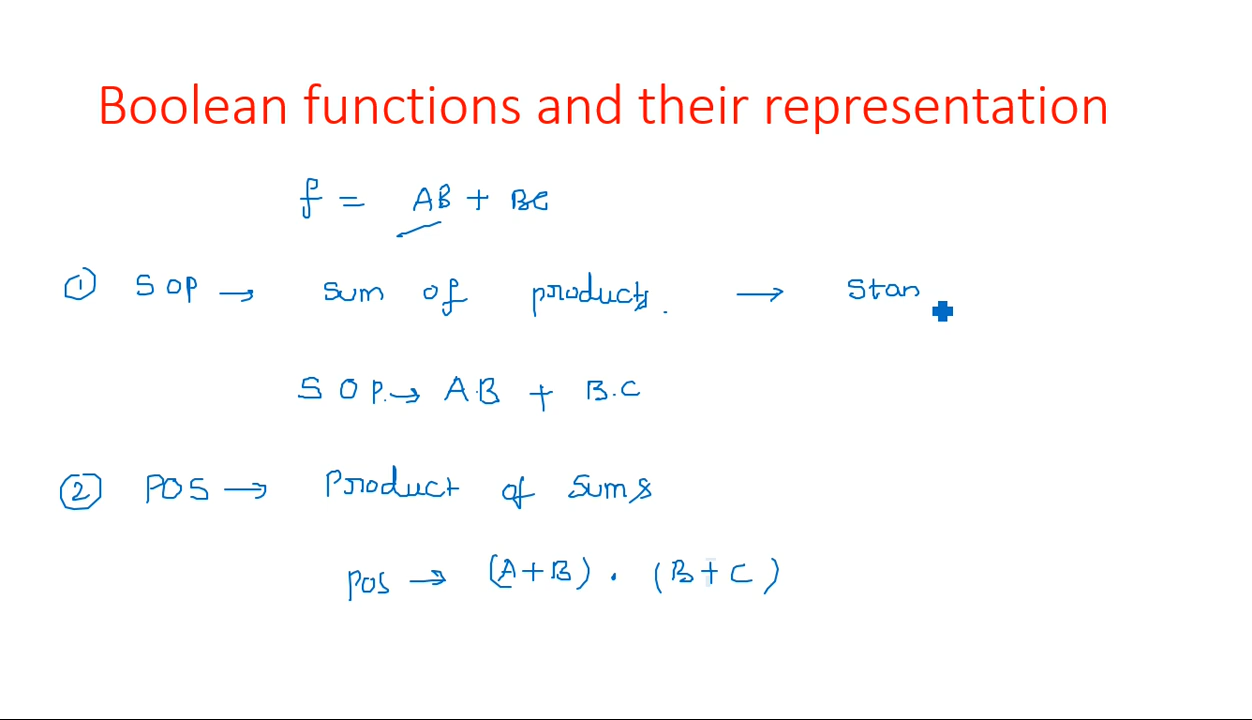 Boolean functions and their representation
f = AB + BC
① SOP → Sum of products. → Stan
SOP. → A.B + B.C
② POS → Product of sums
pos → (A+B) . (B+C)